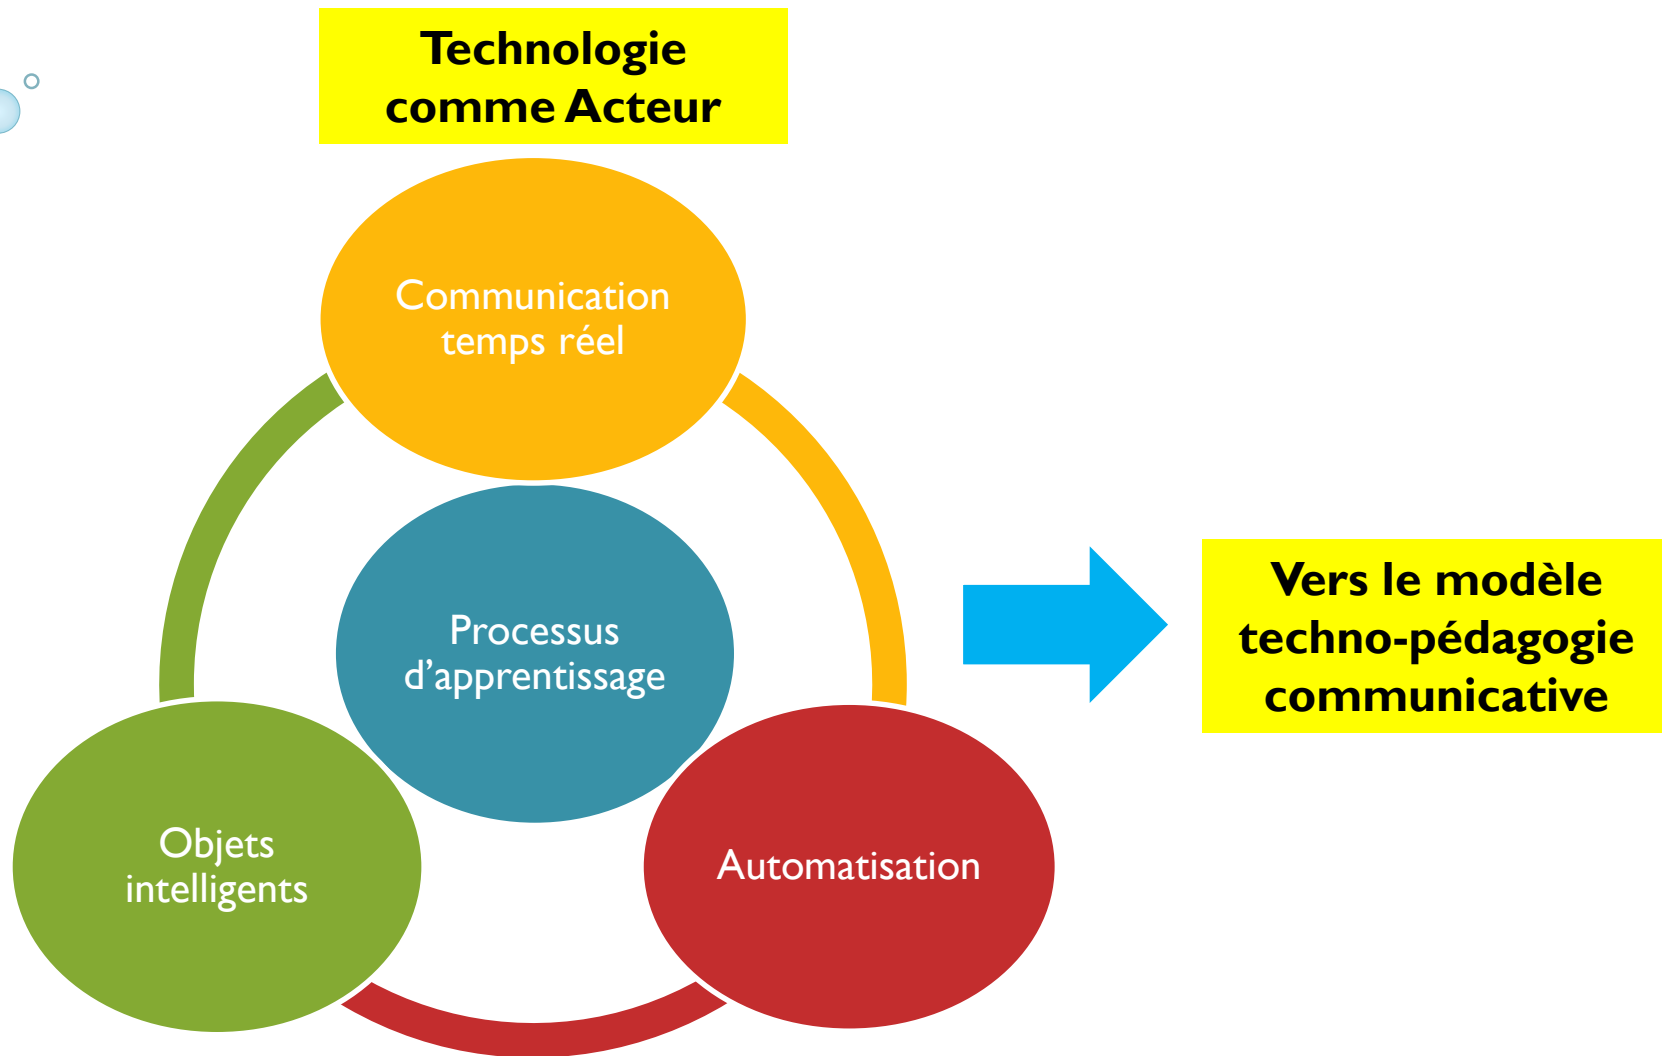 Technologie
comme Acteur
Communication
temps réel
Processus
d’apprentissage
Objets
intelligents
Automatisation
Vers le modèle
techno-pédagogie
communicative